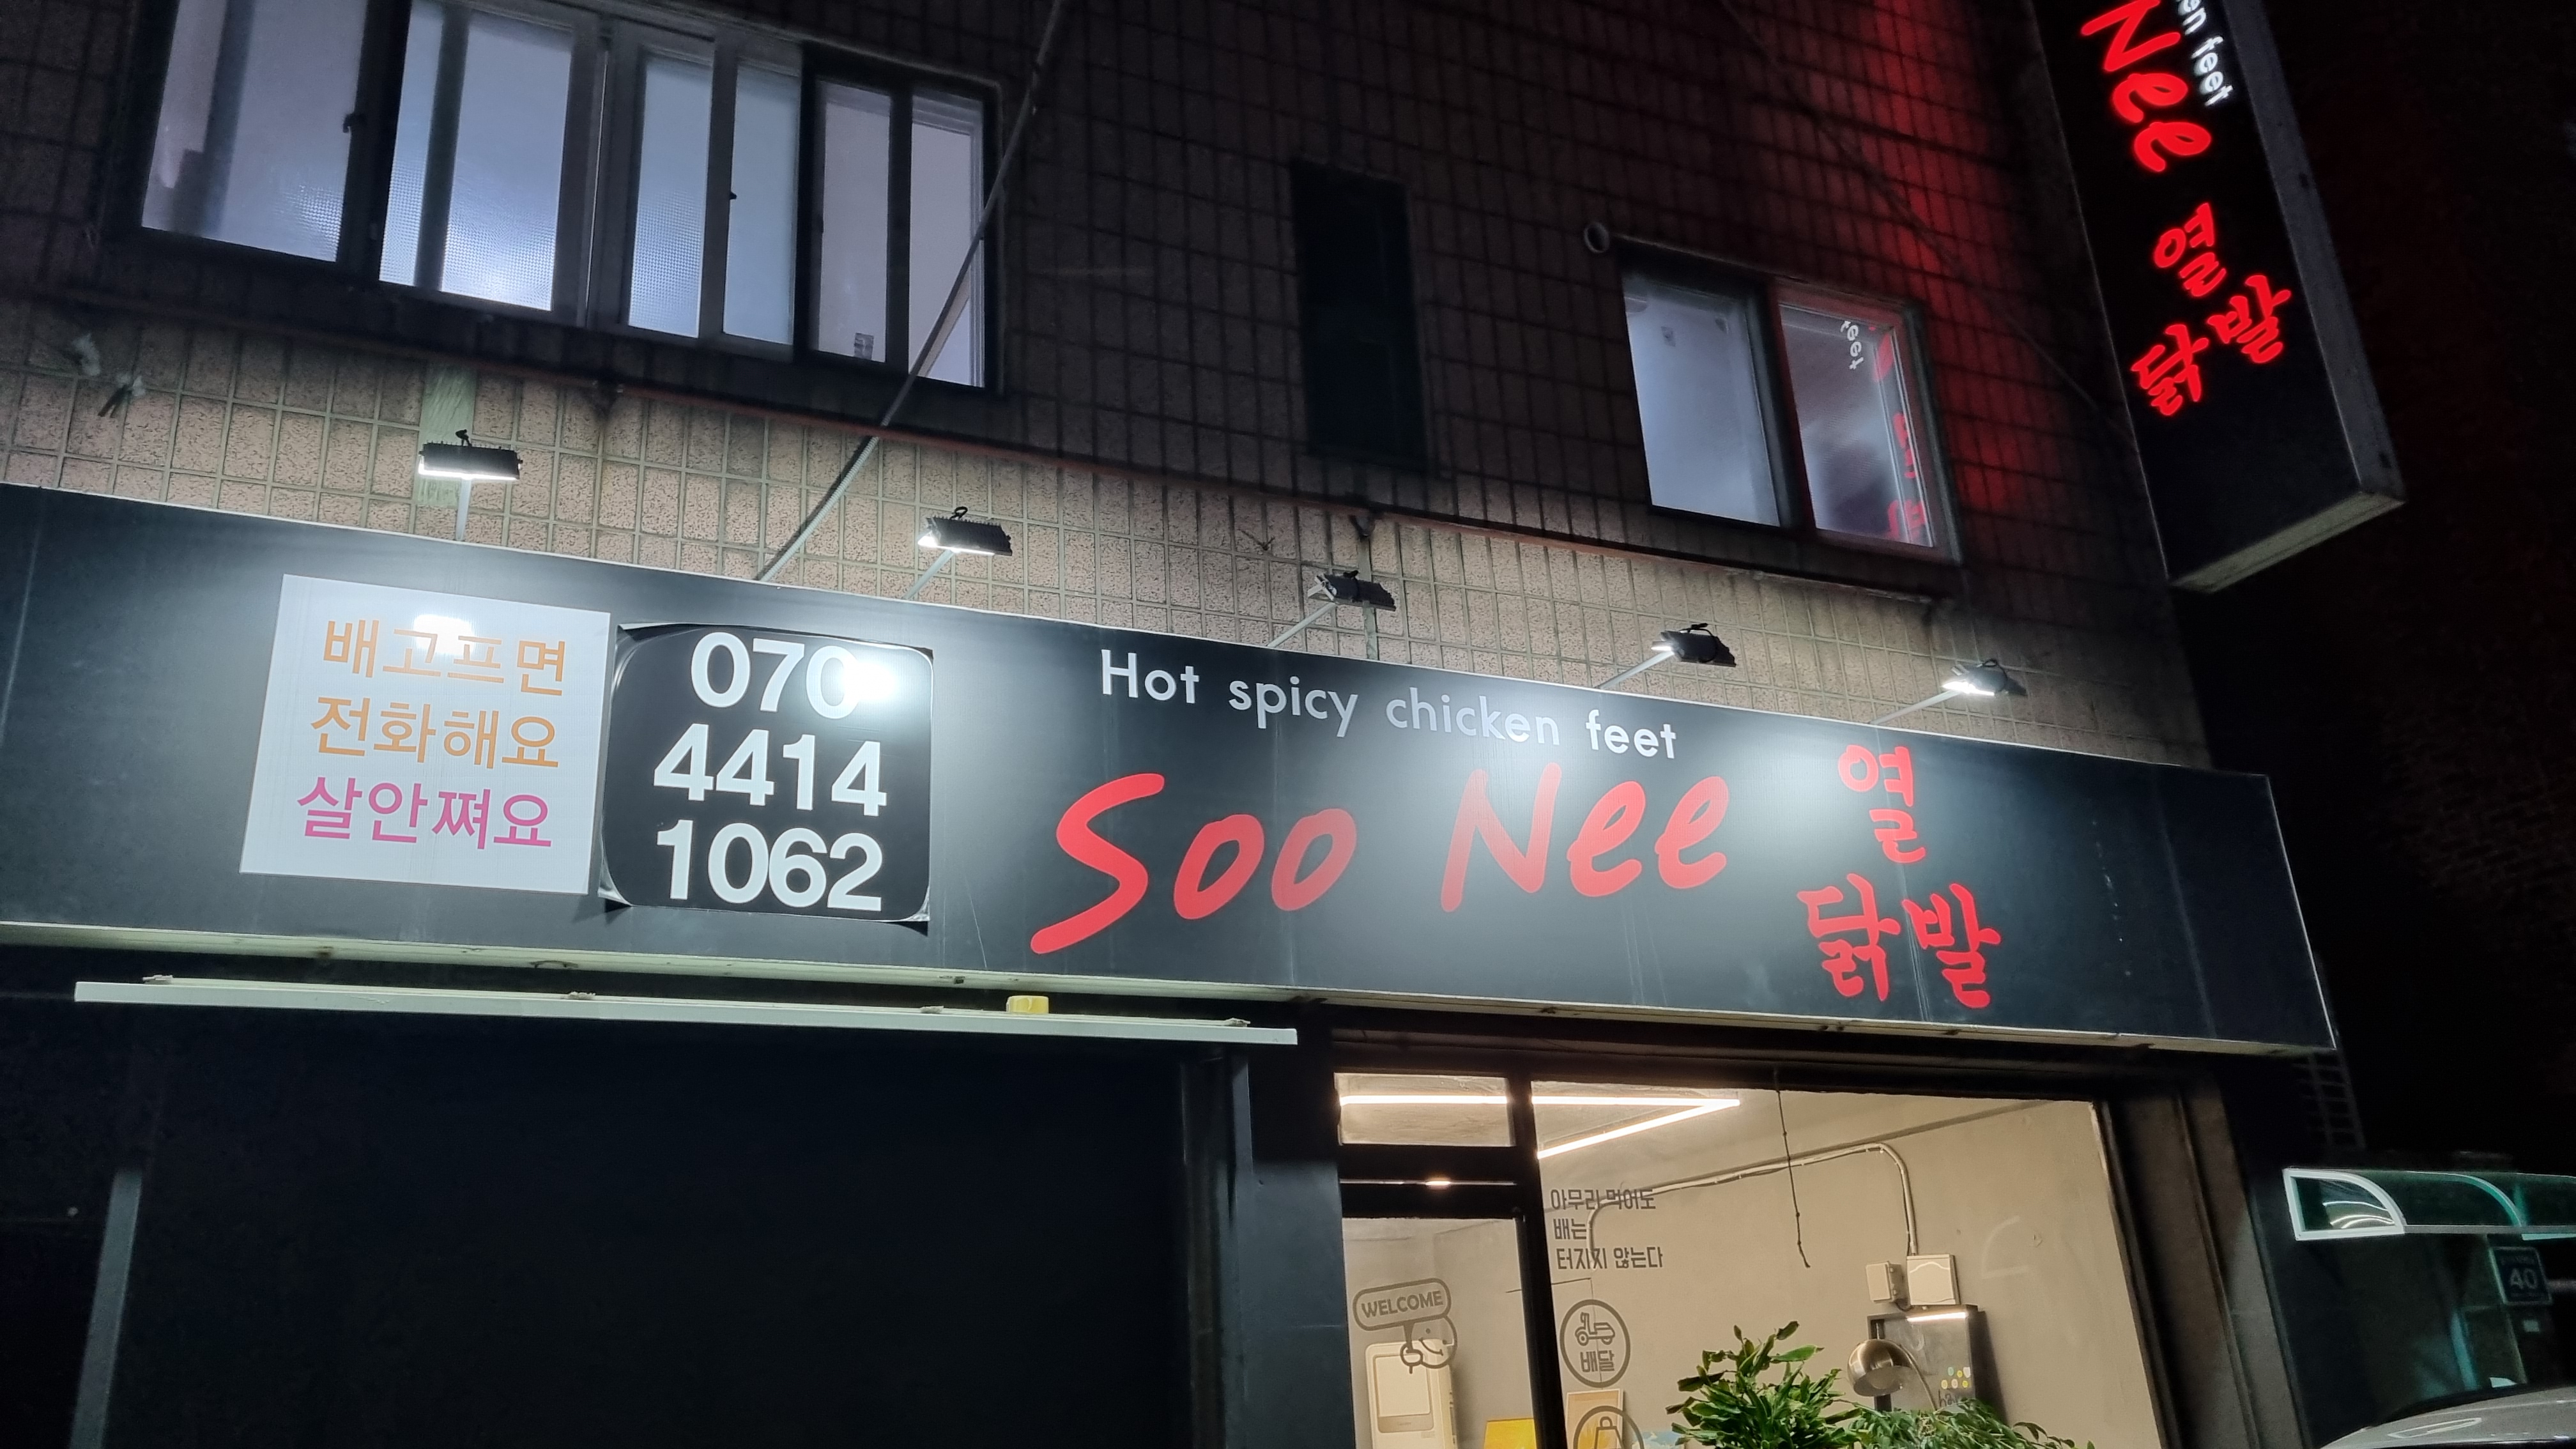 en feet
Nee
열
닭발
feet
배고프면
전화해요
살안쪄요
070
4414
1062
Hot spicy chicken feet
Soo Nee
열
닭발
아무리 먹어도
배는
터지지 않는다
WELCOME
배달
40